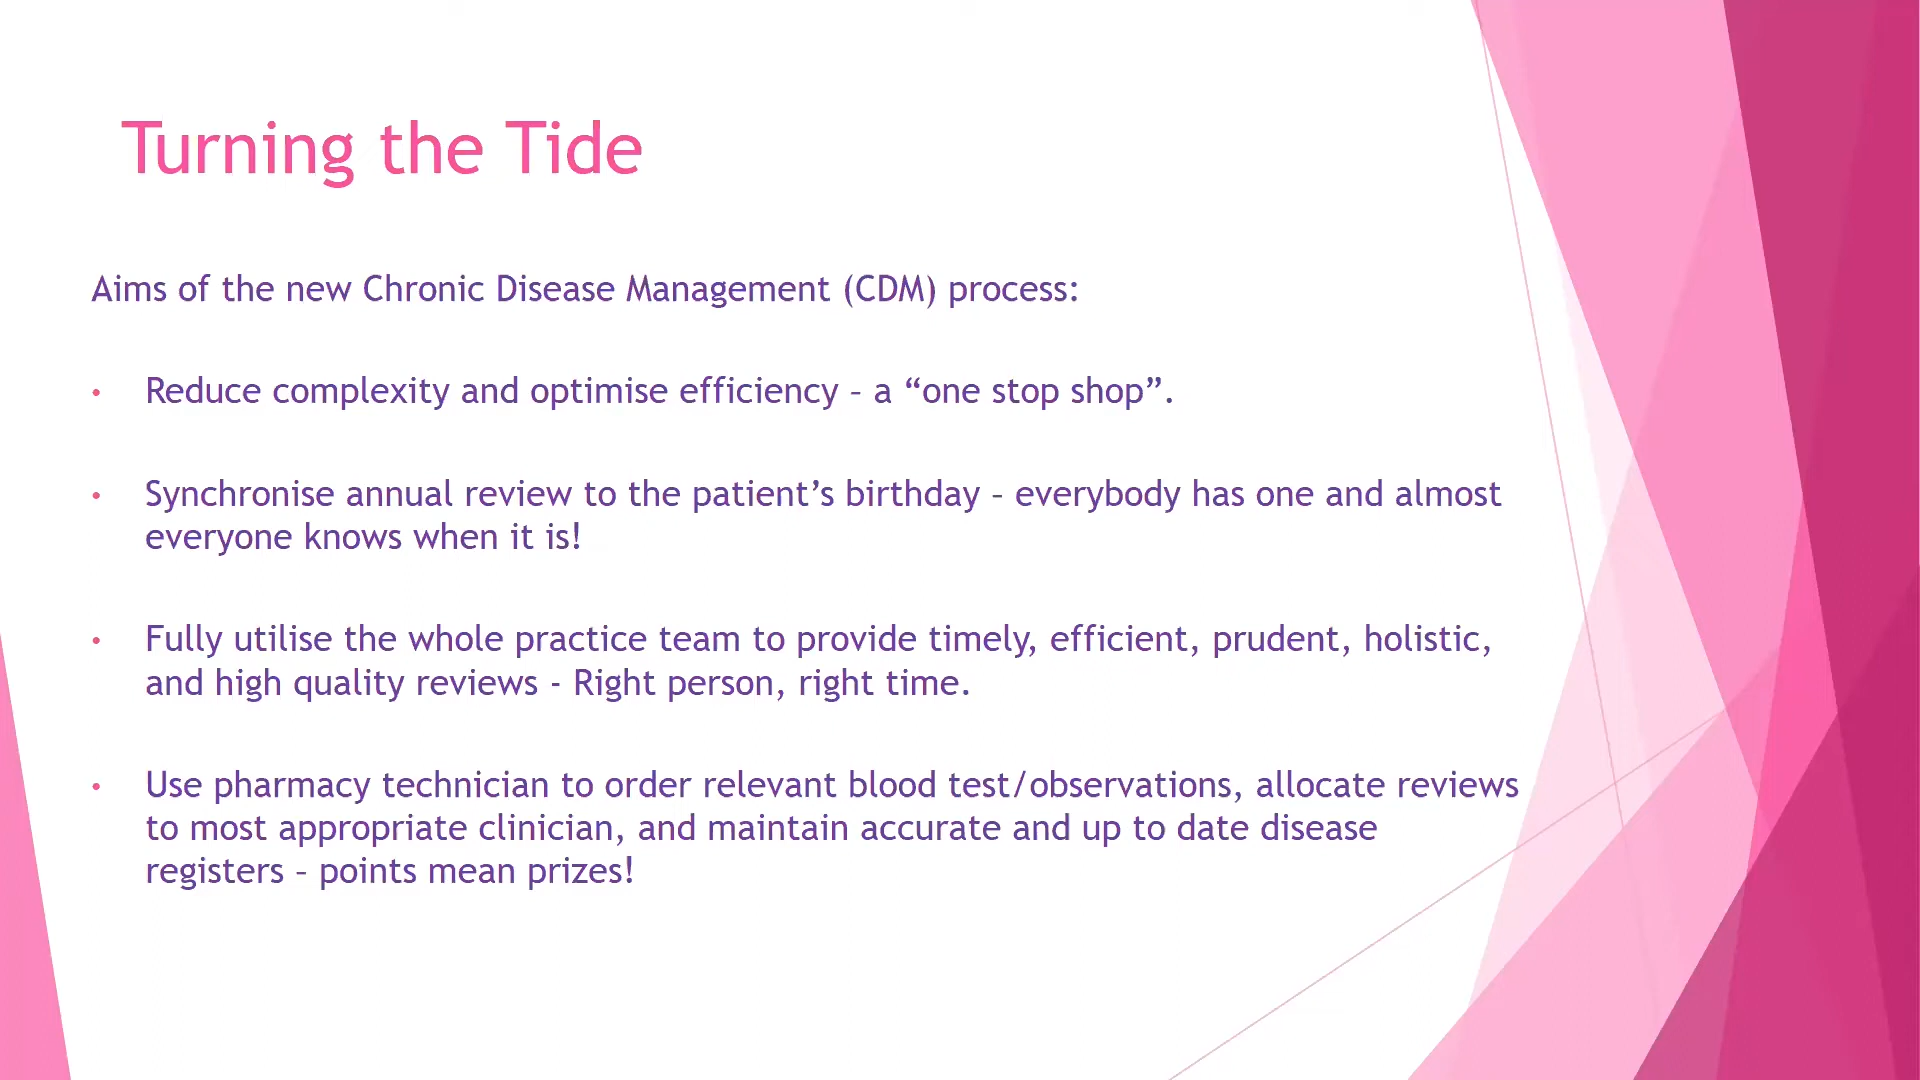 Turning the Tide
Aims of the new Chronic Disease Management (CDM) process:
• Reduce complexity and optimise efficiency – a “one stop shop”.
• Synchronise annual review to the patient’s birthday – everybody has one and almost
everyone knows when it is!
• Fully utilise the whole practice team to provide timely, efficient, prudent, holistic,
and high quality reviews - Right person, right time.
• Use pharmacy technician to order relevant blood test/observations, allocate reviews
to most appropriate clinician, and maintain accurate and up to date disease
registers – points mean prizes!